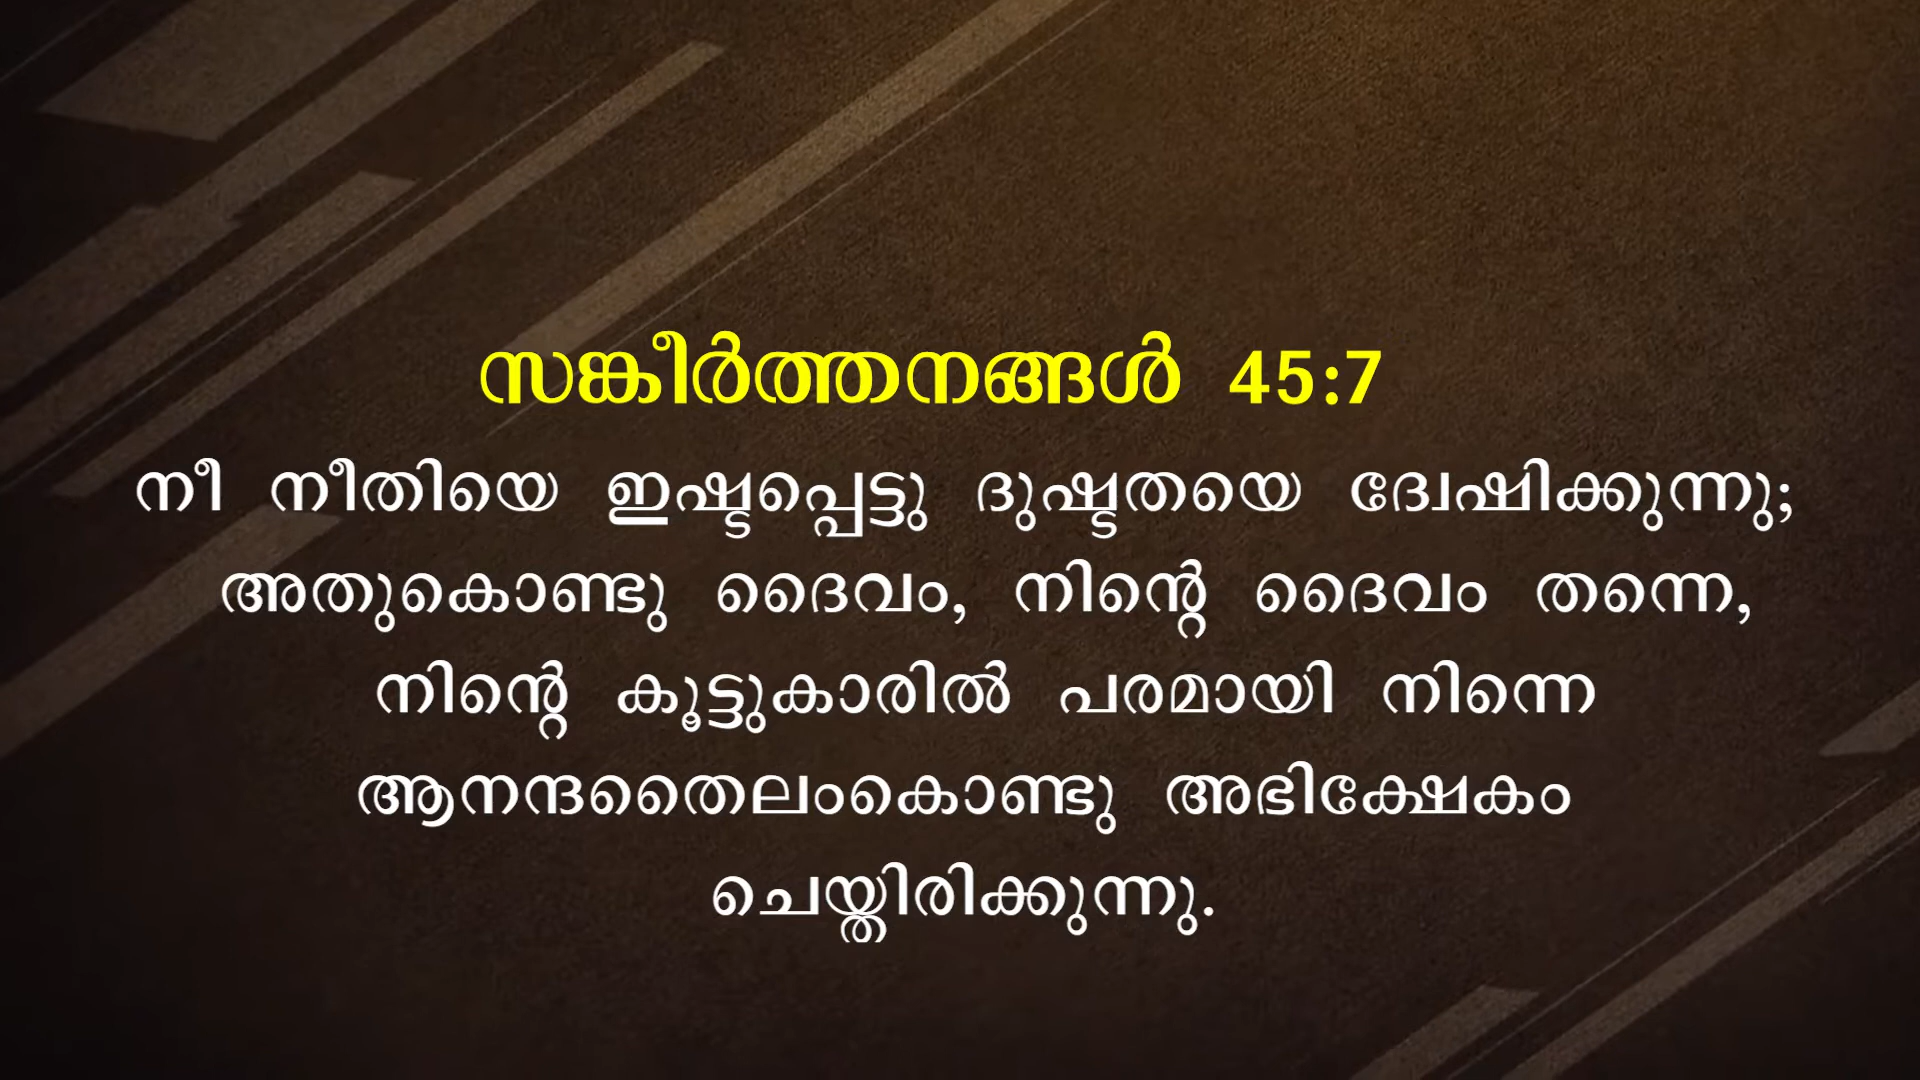 സങ്കീർത്തനങ്ങൾ 45:7
നീ നീതിയെ ഇഷ്ടപ്പെട്ടു ദുഷ്ടതയെ ദ്വേഷിക്കുന്നു;
അതുകൊണ്ടു ദൈവം, നിന്റെ ദൈവം തന്നെ,
നിന്റെ കൂട്ടുകാരിൽ പരമായി നിന്നെ
ആനന്ദതൈലംകൊണ്ടു അഭിക്ഷേകം
ചെയ്തിരിക്കുന്നു.